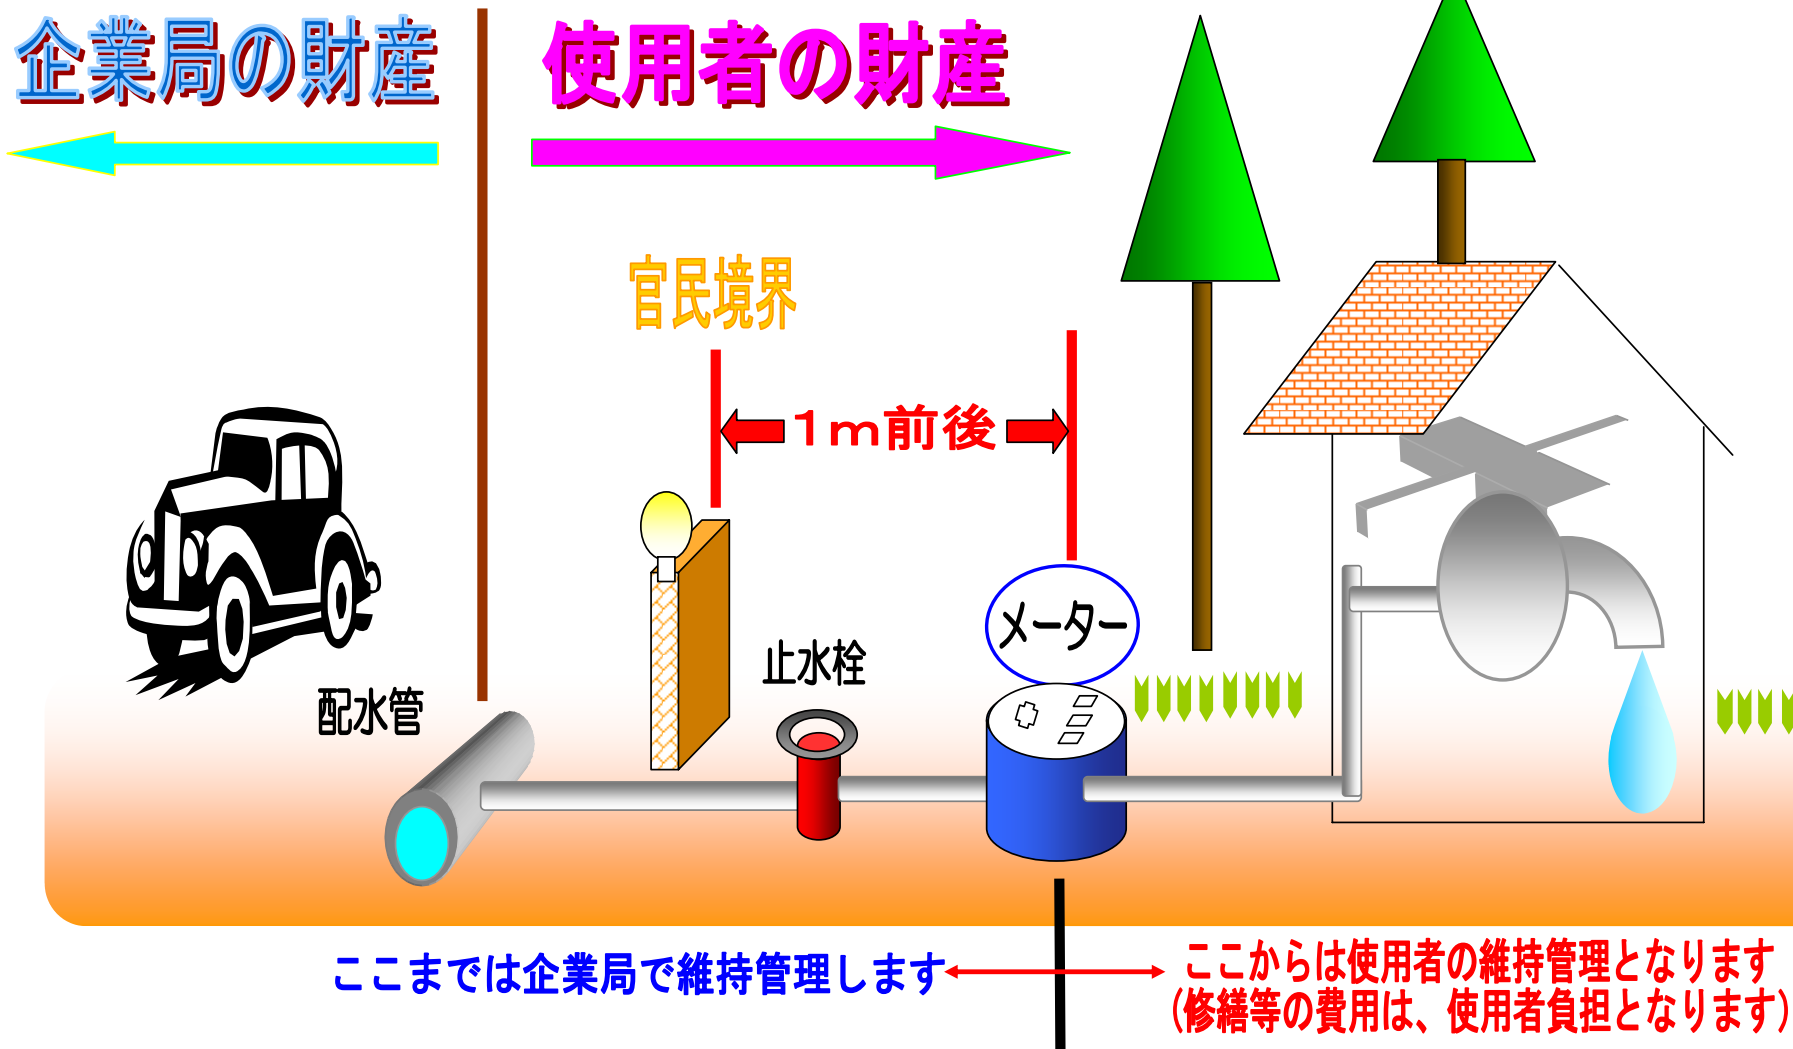 企業局の財産
使用者の財産
官民境界
1m前後
メーター
止水栓
配水管
ここまでは企業局で維持管理します
ここからは使用者の維持管理となります
(修繕等の費用は、使用者負担となります)